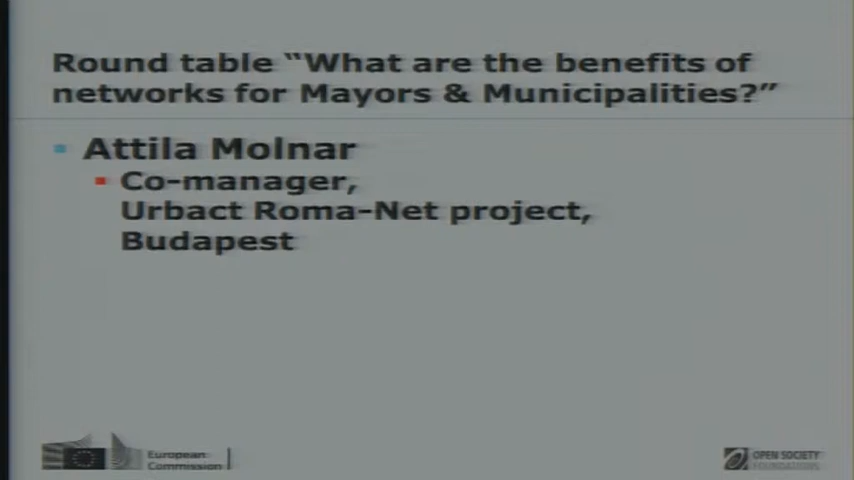 Round table “What are the benefits of
networks for Mayors & Municipalities?”
Attila Molnar
Co-manager,
Urbact Roma-Net project,
Budapest
European
Commission
OPEN SOCIETY
FOUNDATIONS